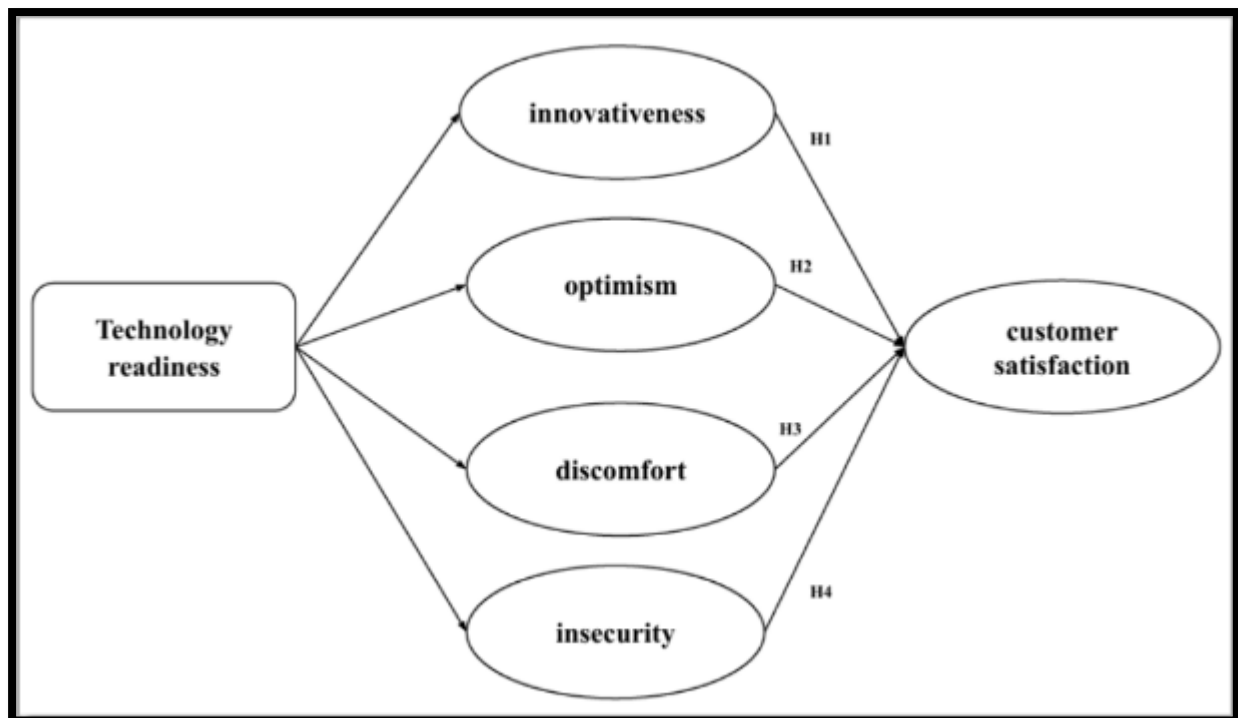 innovativeness
H1
optimism
H2
Technology
readiness
customer
satisfaction
H3
discomfort
H4
insecurity